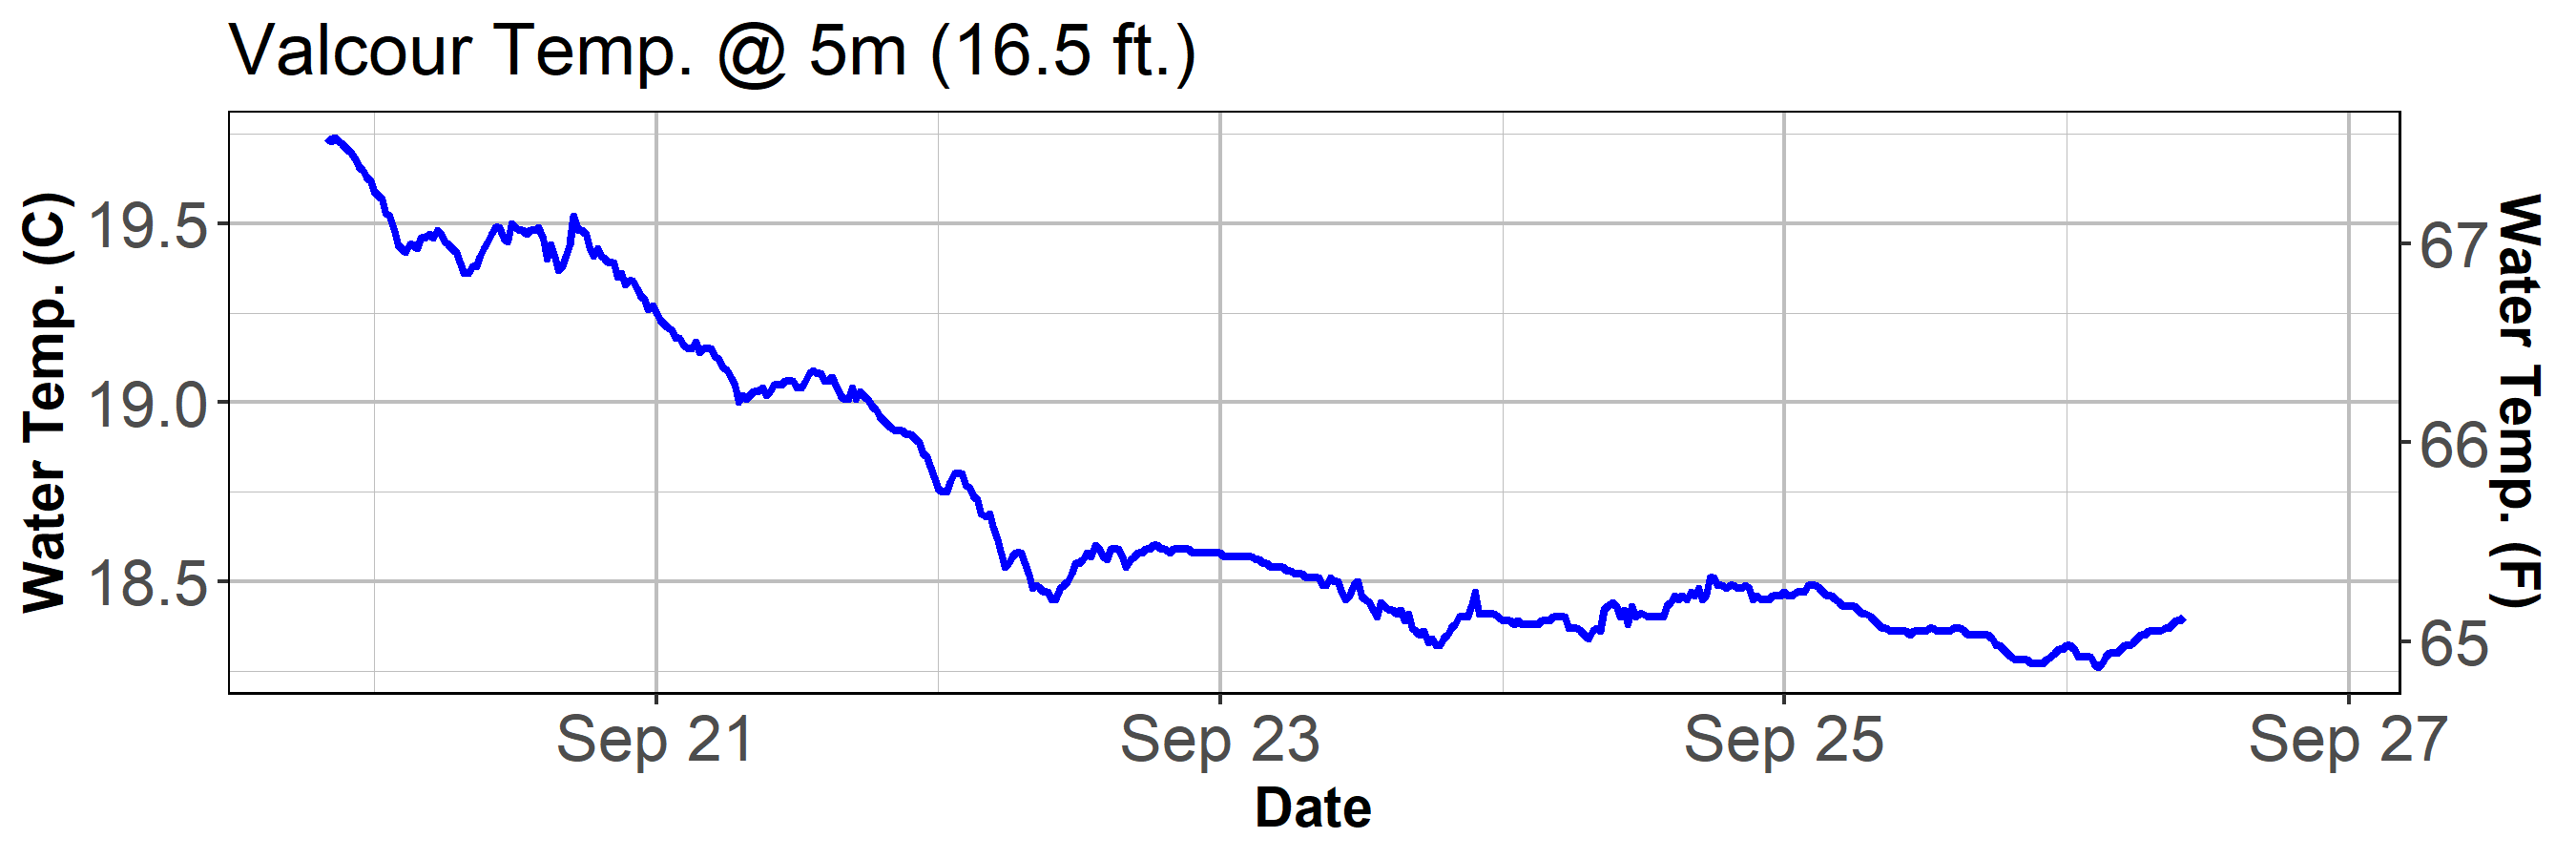 Valcour Temp. @ 5m (16.5 ft.)
Water Temp. (C)
19.5
19.0
18.5
67
66
65
Water Temp. (F)
Sep 21 Sep 23 Sep 25 Sep 27
Date